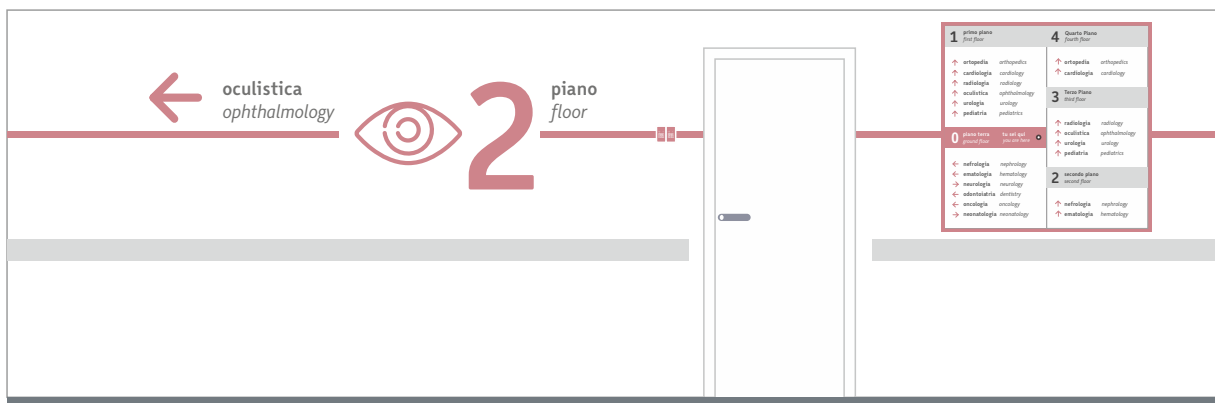 oculistica
ophthalmology
2
piano
floor
1 primo piano
first floor
ortopedia orthopedics
cardiologia cardiology
radiologia radiology
oculistica ophthalmology
urologia urology
pediatria pediatrics
0 piano terra tu sei qui
ground floor you are here
nefrologia nephrology
ematologia hematology
neurologia neurology
odontoiatria dentistry
oncologia oncology
neonatologia neonatology
4 Quarto Piano
fourth floor
ortopedia orthopedics
cardiologia cardiology
3 Terzo Piano
third floor
radiologia radiology
oculistica ophthalmology
urologia urology
pediatria pediatrics
2 secondo piano
second floor
nefrologia nephrology
ematologia hematology